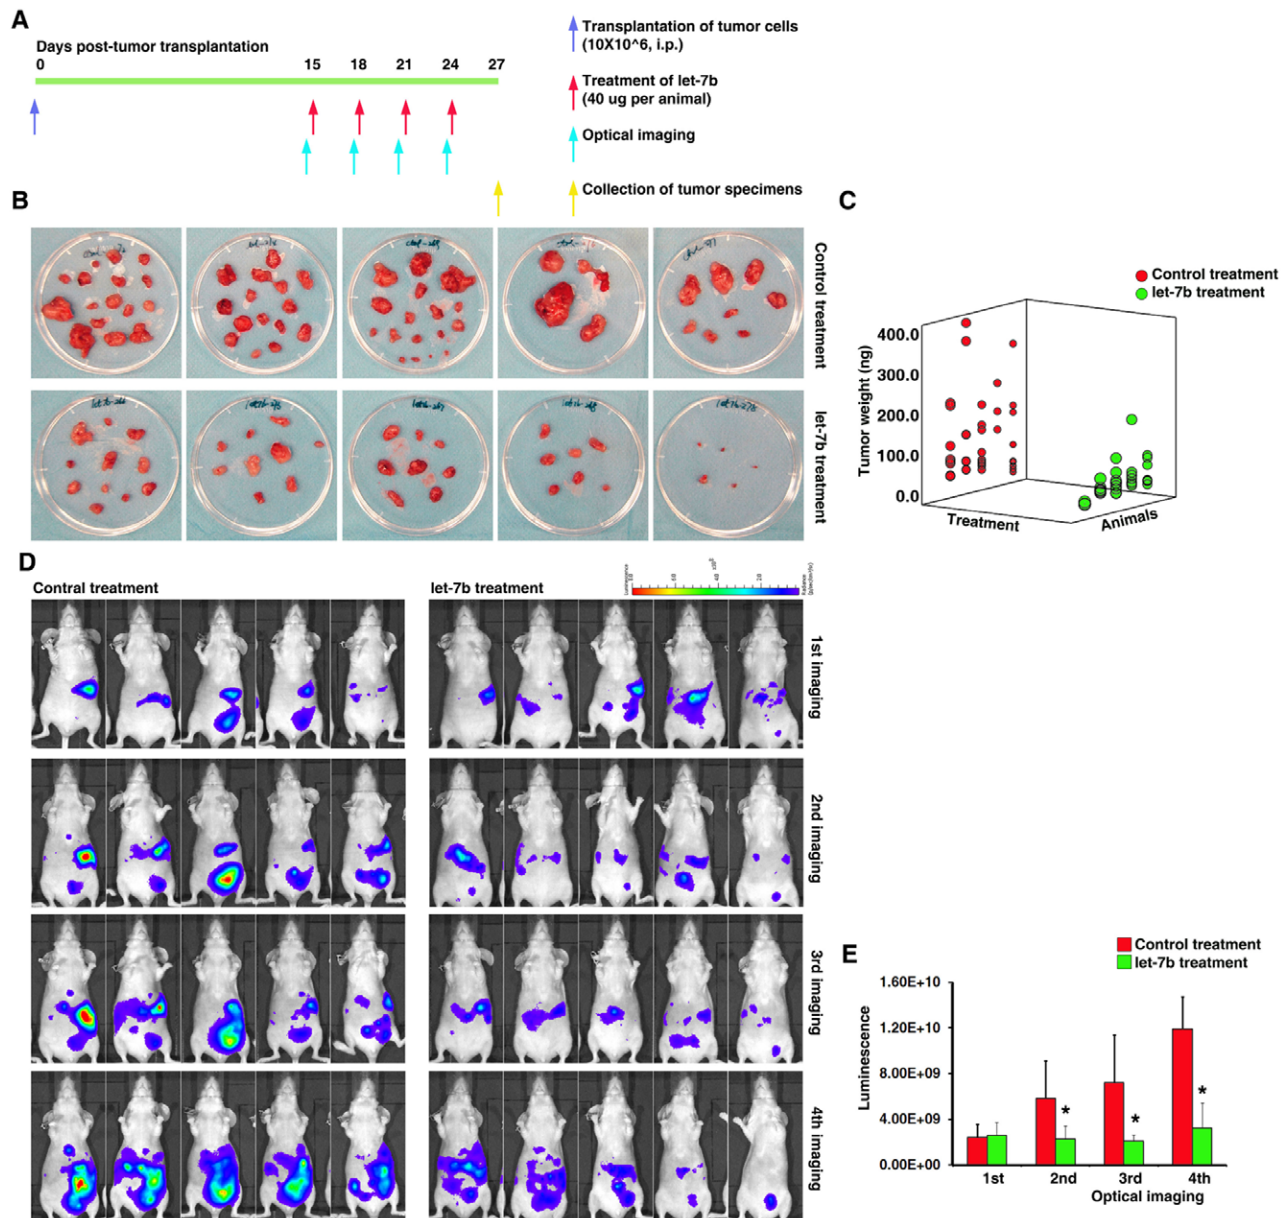 A
Days post-tumor transplantation
0 15 18 21 24 27
Transplantation of tumor cells
(10X10^6, i.p.)
Treatment of let-7b
(40 ug per animal)
Optical imaging
Collection of tumor specimens
B
Control treatment
let-7b treatment
C
Control treatment
let-7b treatment
Tumor weight (ng)
400.0
300.0
200.0
100.0
0.0
Treatment
Animals
D
Contral treatment
let-7b treatment
1st imaging
2nd imaging
3rd imaging
4th imaging
E
Control treatment
let-7b treatment
Luminescence
1.60E+10
1.20E+10
8.00E+09
4.00E+09
0.00E+00
* * *
1st 2nd 3rd 4th
Optical imaging